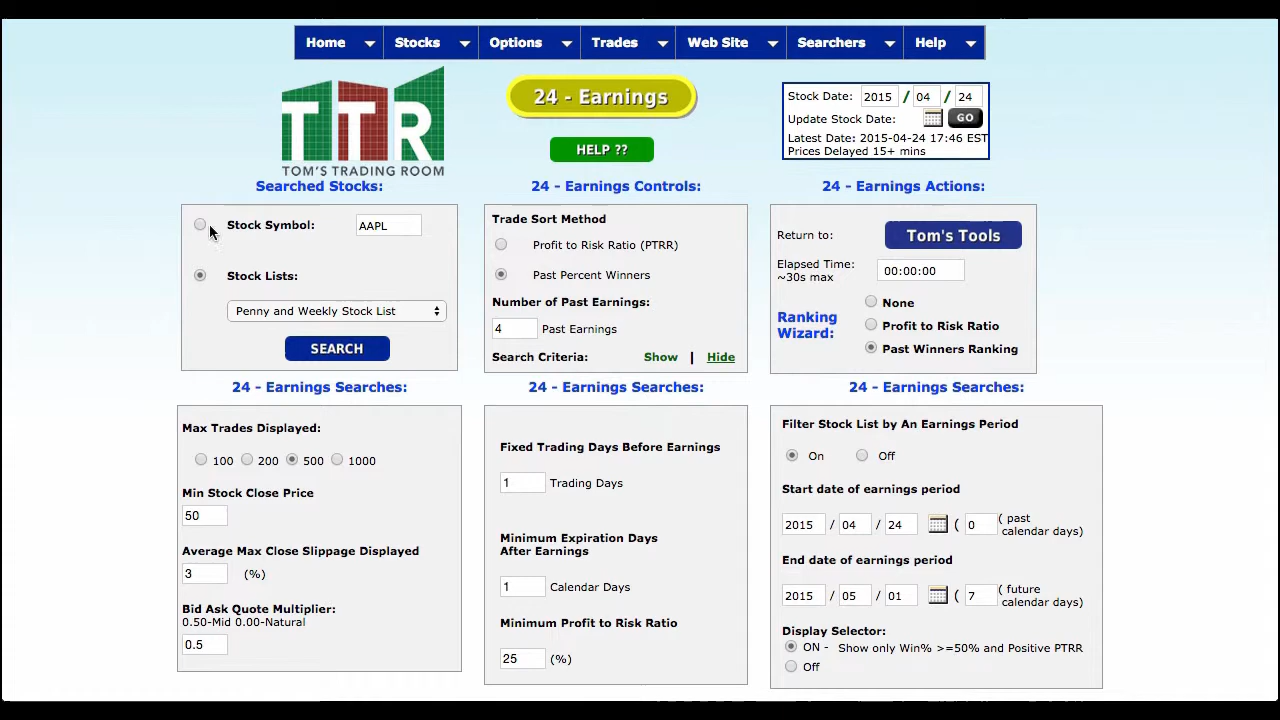 Home Stocks Options Trades Web Site Searchers Help
TTR
TOM'S TRADING ROOM
24 - Earnings
HELP ??
Stock Date: 2015 / 04 / 24
Update Stock Date: GO
Latest Date: 2015-04-24 17:46 EST
Prices Delayed 15+ mins
Searched Stocks:
Stock Symbol: AAPL
Stock Lists:
Penny and Weekly Stock List
SEARCH
24 - Earnings Controls:
Trade Sort Method
Profit to Risk Ratio (PTRR)
Past Percent Winners
Number of Past Earnings:
4 Past Earnings
Search Criteria: Show | Hide
24 - Earnings Actions:
Return to: Tom's Tools
Elapsed Time: 00:00:00
~30s max
Ranking
Wizard:
None
Profit to Risk Ratio
Past Winners Ranking
24 - Earnings Searches:
Max Trades Displayed:
100 200 500 1000
Min Stock Close Price
50
Average Max Close Slippage Displayed
3 (%)
Bid Ask Quote Multiplier:
0.50-Mid 0.00-Natural
0.5
24 - Earnings Searches:
Fixed Trading Days Before Earnings
1 Trading Days
Minimum Expiration Days
After Earnings
1 Calendar Days
Minimum Profit to Risk Ratio
25 (%)
24 - Earnings Searches:
Filter Stock List by An Earnings Period
On Off
Start date of earnings period
2015 / 04 / 24 ( 0 ( past
calendar days)
End date of earnings period
2015 / 05 / 01 ( 7 ( future
calendar days)
Display Selector:
ON - Show only Win% >=50% and Positive PTRR
Off